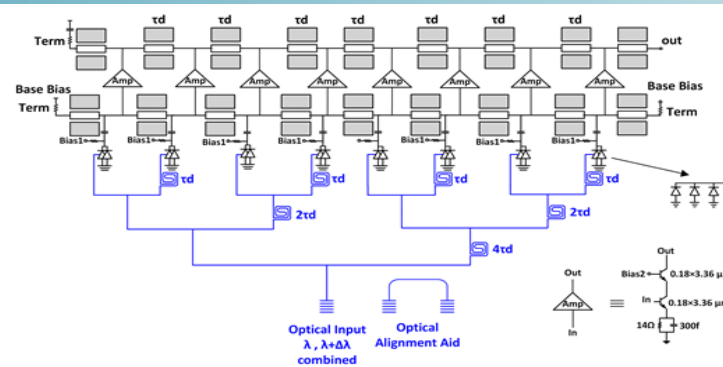 τd τd τd τd τd τd τd
Term
out
Amp Amp Amp Amp Amp Amp Amp Amp
Base Bias
Base Bias
Term
Term
Bias1 Bias1 Bias1 Bias1 Bias1 Bias1 Bias1 Bias1
τd τd τd τd
2τd 2τd
4τd
Out
Bias2
0.18×3.36 μ
Out
In
0.18×3.36 μ
Amp
14Ω
300f
In
Optical Input
λ , λ+Δλ
combined
Optical
Alignment Aid